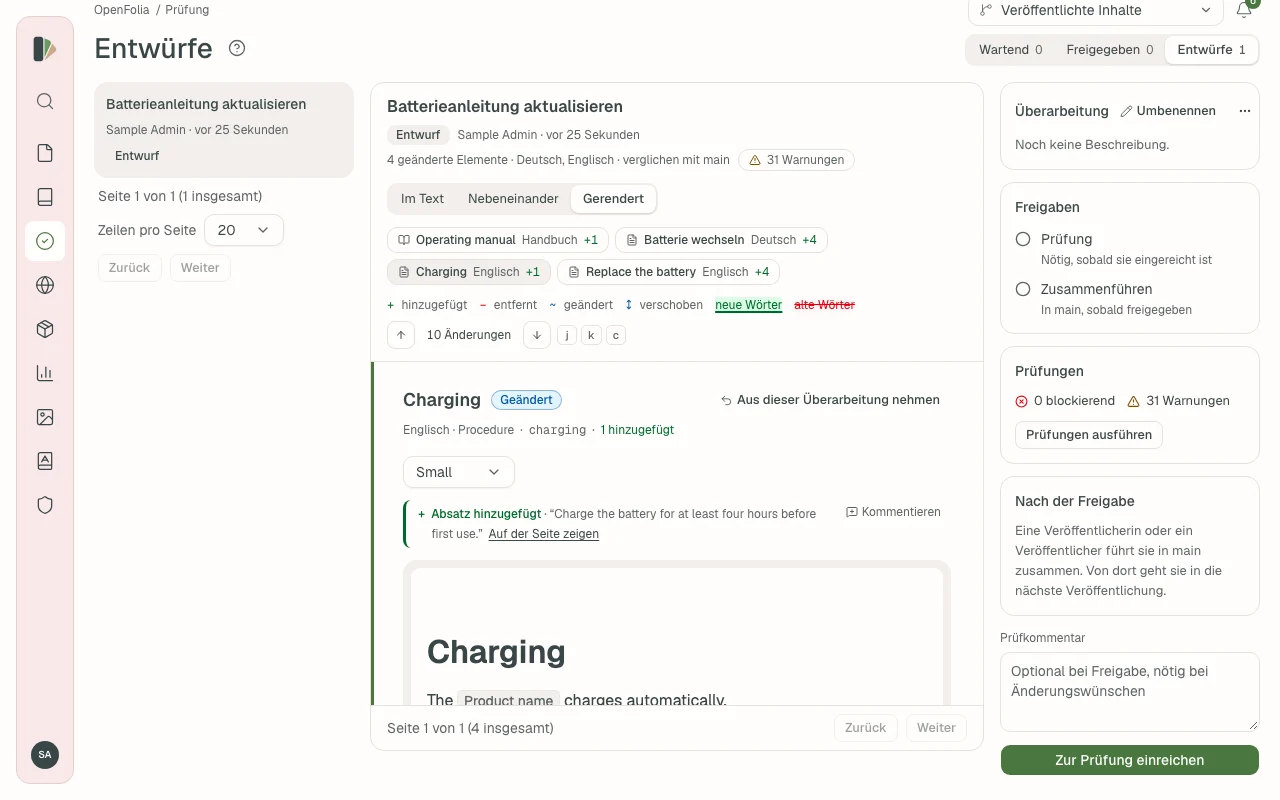 OpenFolia / Prüfung
Veröffentlichte Inhalte
Entwürfe
Wartend 0 Freigegeben 0 Entwürfe 1
Batterieanleitung aktualisieren
Sample Admin · vor 25 Sekunden
Entwurf
Seite 1 von 1 (1 insgesamt)
Zeilen pro Seite 20
Zurück Weiter
Batterieanleitung aktualisieren
Entwurf Sample Admin · vor 25 Sekunden
4 geänderte Elemente · Deutsch, Englisch · verglichen mit main 31 Warnungen
Im Text Nebeneinander Gerendert
Operating manual Handbuch +1 Batterie wechseln Deutsch +4
Charging Englisch +1 Replace the battery Englisch +4
+ hinzugefügt − entfernt ~ geändert ↕ verschoben neue Wörter alte Wörter
↑ 10 Änderungen ↓ j k c
Charging Geändert Aus dieser Überarbeitung nehmen
Englisch · Procedure · charging · 1 hinzugefügt
Small
+ Absatz hinzugefügt · “Charge the battery for at least four hours before
first use.” Auf der Seite zeigen
Kommentieren
Charging
The Product name charges automatically.
Seite 1 von 1 (4 insgesamt) Zurück Weiter
Überarbeitung Umbenennen ···
Noch keine Beschreibung.
Freigaben
Prüfung
Nötig, sobald sie eingereicht ist
Zusammenführen
In main, sobald freigegeben
Prüfungen
0 blockierend 31 Warnungen
Prüfungen ausführen
Nach der Freigabe
Eine Veröffentlicherin oder ein
Veröffentlicher führt sie in main
zusammen. Von dort geht sie in die
nächste Veröffentlichung.
Prüfkommentar
Optional bei Freigabe, nötig bei
Änderungswünschen
Zur Prüfung einreichen
SA